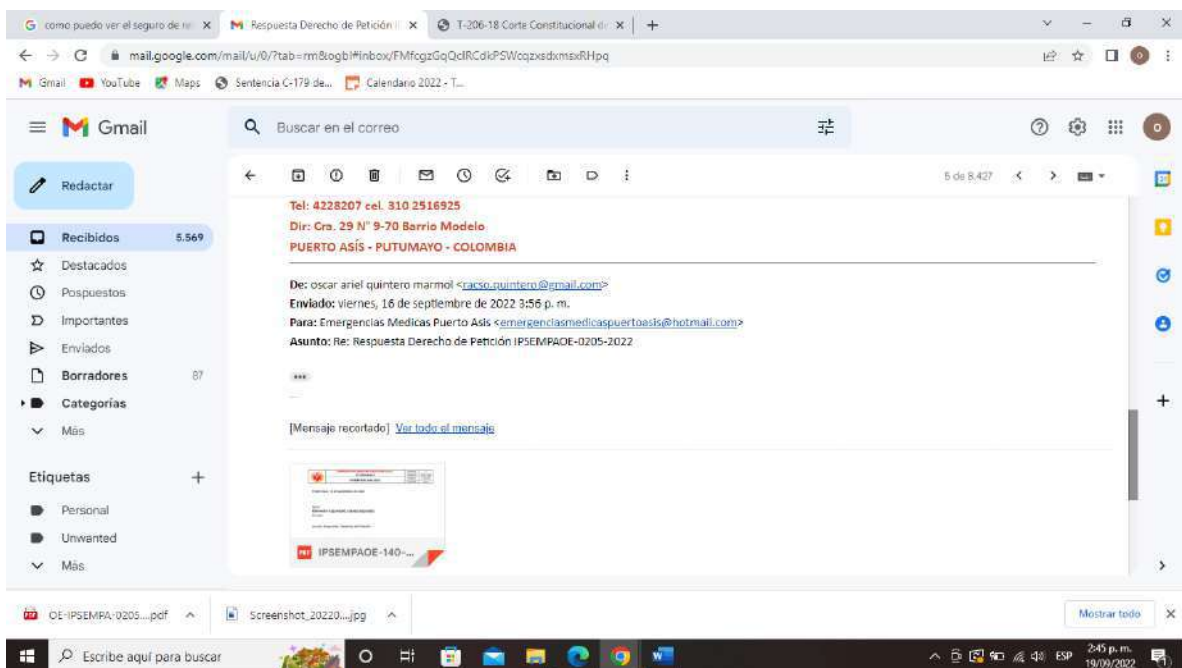 como puedo ver el seguro de
Respuesta Derecho de Petición
T-206-18 Corte Constitucional de
mail.google.com/mail/u/0/?tab=rm&ogbl#inbox/
Gmail
YouTube
Maps
Sentencia C-179 de...
Calendario 2022 - T...
Gmail
Buscar en el correo
Redactar
5 de 8.427
Tel: 4228207 cel. 310 2516925
Dir: Cra. 29 N° 9-70 Barrio Modelo
PUERTO ASÍS - PUTUMAYO - COLOMBIA
Recibidos 5.569
Destacados
Pospuestos
Importantes
Enviados
Borradores 87
Categorías
Más
De: oscar ariel quintero marmol <racso.quintero@gmail.com>
Enviado: viernes, 16 de septiembre de 2022 3:56 p. m.
Para: Emergencias Medicas Puerto Asis <emergenciasmedicaspuertoasis@hotmail.com>
Asunto: Re: Respuesta Derecho de Petición IPSEMPAOE-0205-2022
[Mensaje recortado] Ver todo el mensaje
Etiquetas
Personal
Unwanted
Más
PDF IPSEMPAOE-140-...
OE-IPSEMPA-0205....pdf
Screenshot_20220....jpg
Mostrar todo
Escribe aquí para buscar
ESP
2:45 p. m.
19/09/2022